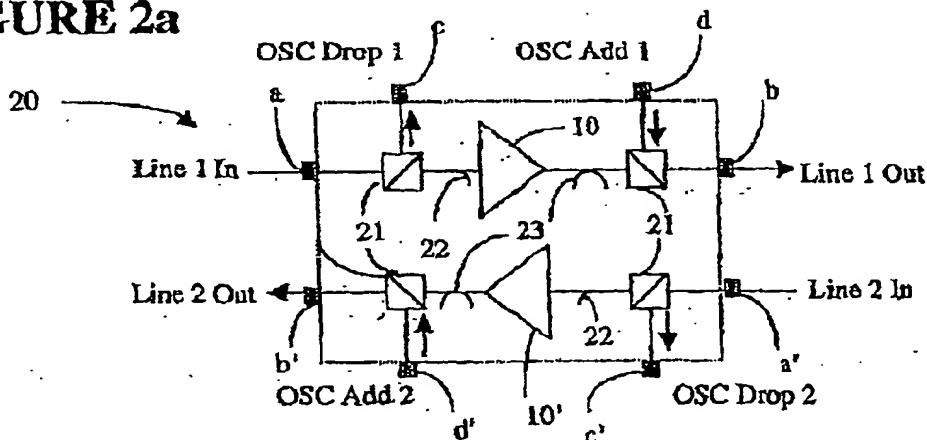 GURE 2a
c
d
OSC Drop 1
OSC Add 1
20
a
10
b
Line 1 In
Line 1 Out
21
22
23
21
Line 2 Out
Line 2 In
22
b'
a'
OSC Add 2
10'
OSC Drop 2
d'
c'